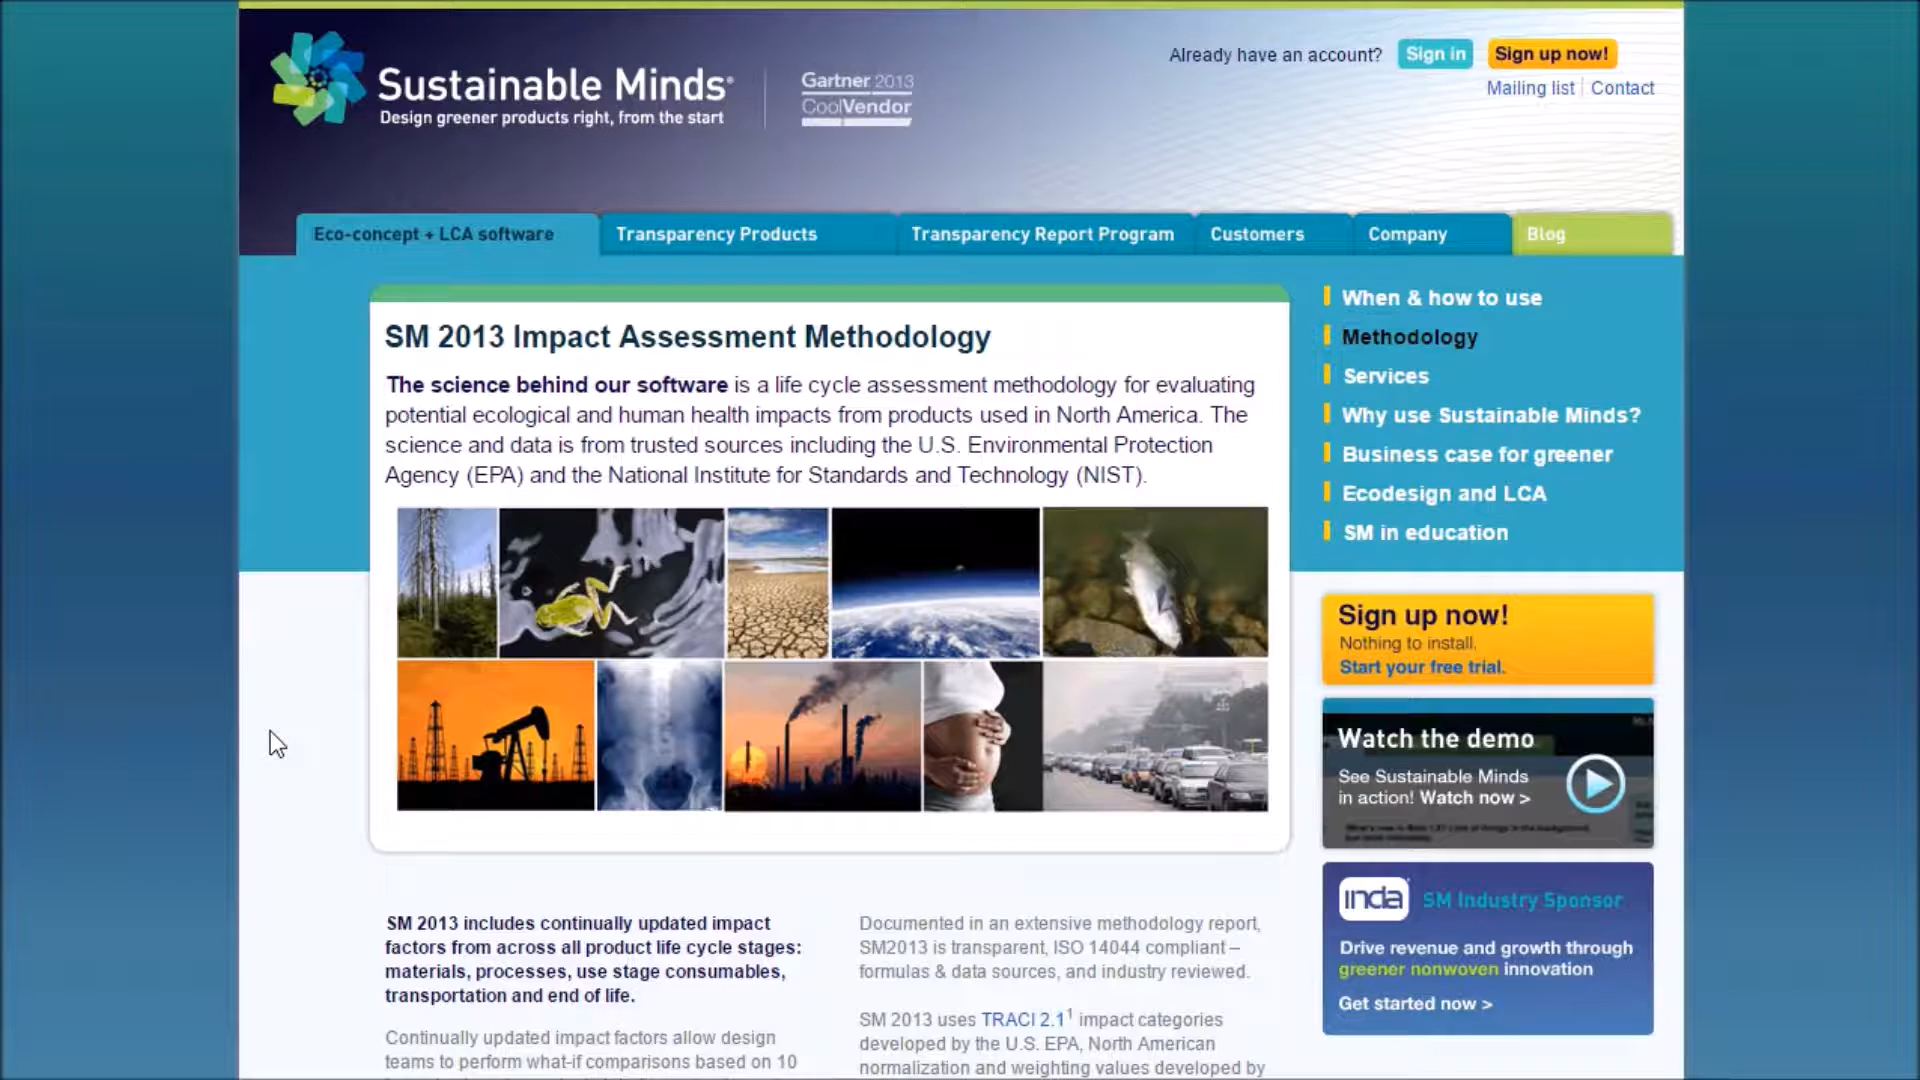 Sustainable Minds®
Design greener products right, from the start
Gartner 2013
CoolVendor
Already have an account? Sign in Sign up now!
Mailing list Contact
Eco-concept + LCA software Transparency Products Transparency Report Program Customers Company Blog
SM 2013 Impact Assessment Methodology
The science behind our software is a life cycle assessment methodology for evaluating
potential ecological and human health impacts from products used in North America. The
science and data is from trusted sources including the U.S. Environmental Protection
Agency (EPA) and the National Institute for Standards and Technology (NIST).
When & how to use
Methodology
Services
Why use Sustainable Minds?
Business case for greener
Ecodesign and LCA
SM in education
Sign up now!
Nothing to install.
Start your free trial.
Watch the demo
See Sustainable Minds
in action! Watch now >
inda SM Industry Sponsor
Drive revenue and growth through
greener nonwoven innovation
Get started now >
SM 2013 includes continually updated impact
factors from across all product life cycle stages:
materials, processes, use stage consumables,
transportation and end of life.
Continually updated impact factors allow design
teams to perform what-if comparisons based on 10
Documented in an extensive methodology report,
SM2013 is transparent, ISO 14044 compliant –
formulas & data sources, and industry reviewed.
SM 2013 uses TRACI 2.1¹ impact categories
developed by the U.S. EPA, North American
normalization and weighting values developed by